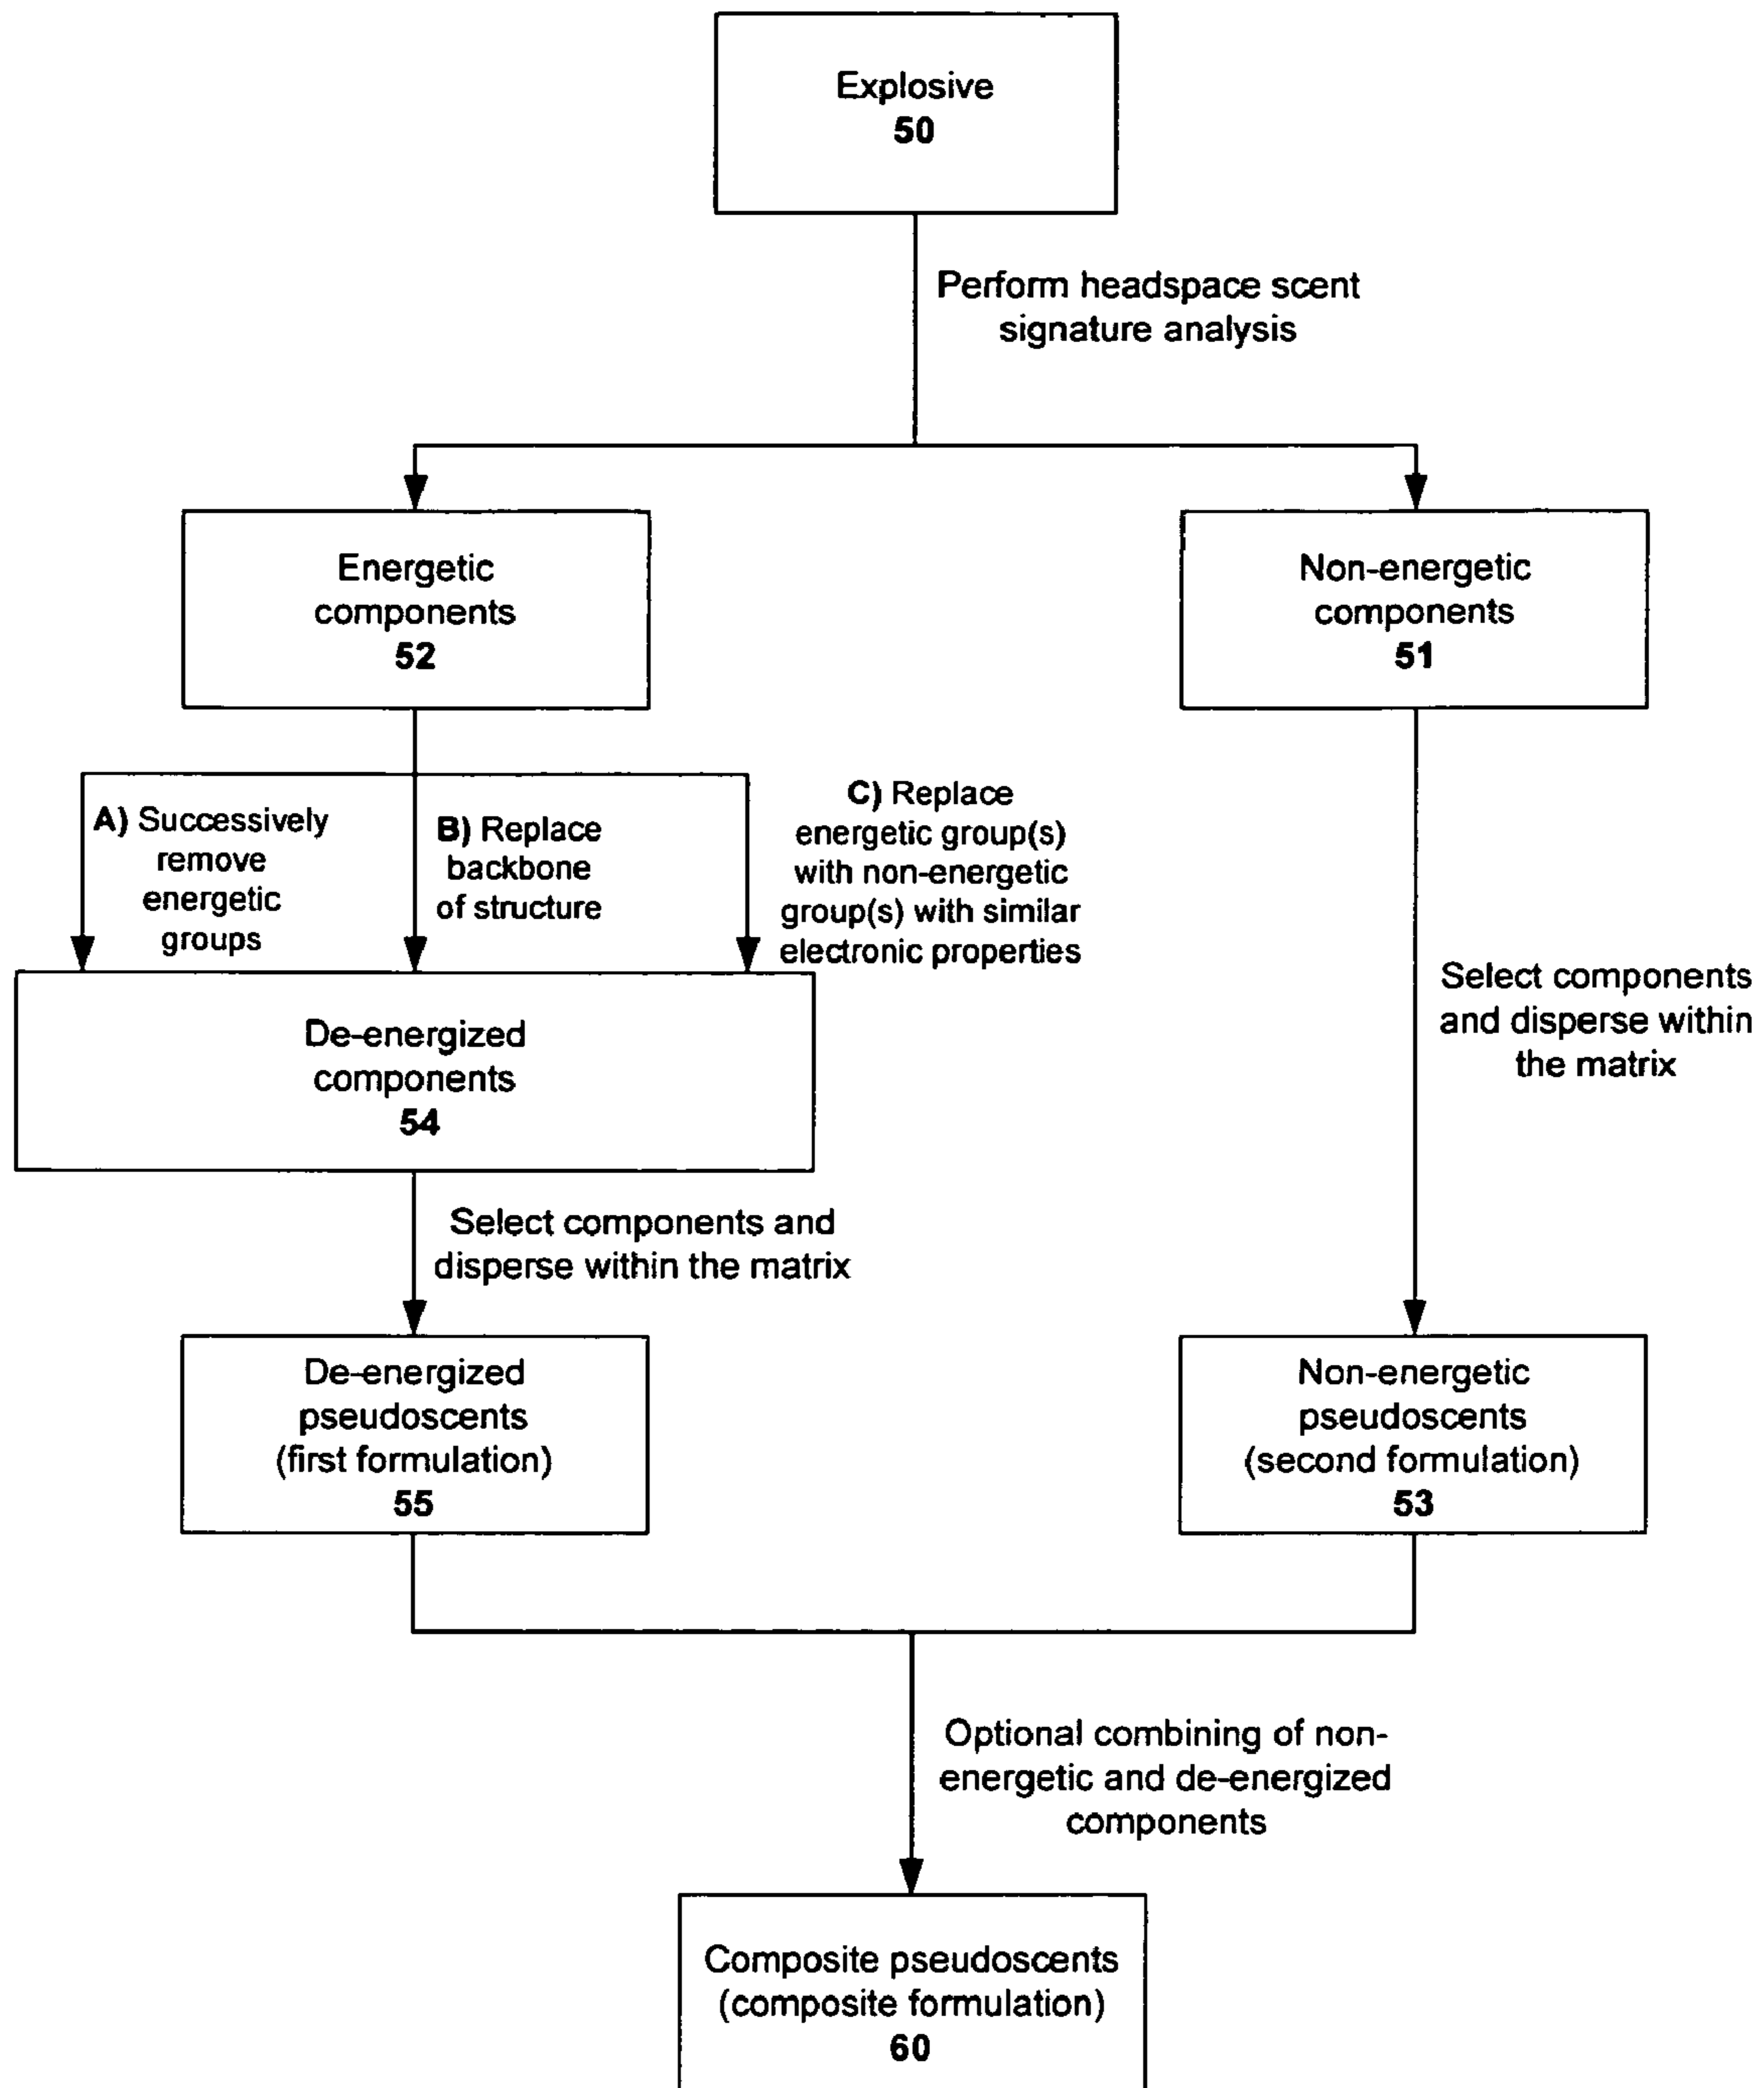 Explosive
50
Perform headspace scent
signature analysis
Energetic
components
52
Non-energetic
components
51
A) Successively
remove
energetic
groups
B) Replace
backbone
of structure
C) Replace
energetic group(s)
with non-energetic
group(s) with similar
electronic properties
De-energized
components
54
Select components
and disperse within
the matrix
Select components and
disperse within the matrix
De-energized
pseudoscents
(first formulation)
55
Non-energetic
pseudoscents
(second formulation)
53
Optional combining of non-
energetic and de-energized
components
Composite pseudoscents
(composite formulation)
60